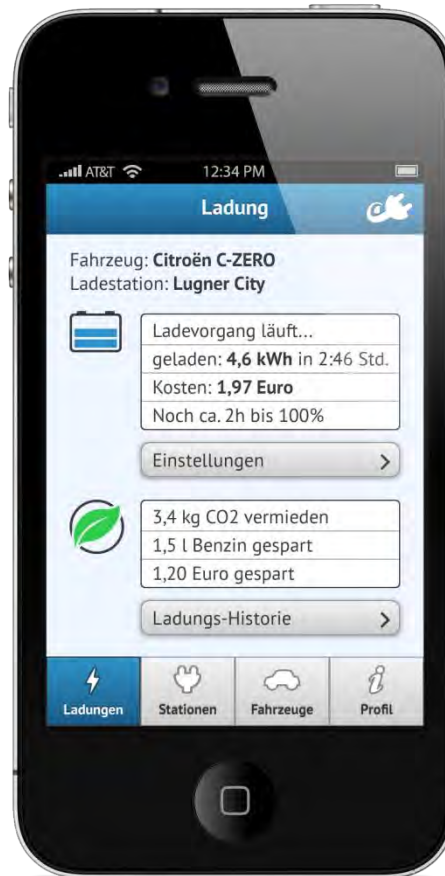 AT&T 12:34 PM
Ladung
Fahrzeug: Citroën C-ZERO
Ladestation: Lugner City
Ladevorgang läuft...
geladen: 4,6 kWh in 2:46 Std.
Kosten: 1,97 Euro
Noch ca. 2h bis 100%
Einstellungen
3,4 kg CO2 vermieden
1,5 l Benzin gespart
1,20 Euro gespart
Ladungs-Historie
Ladungen Stationen Fahrzeuge Profil